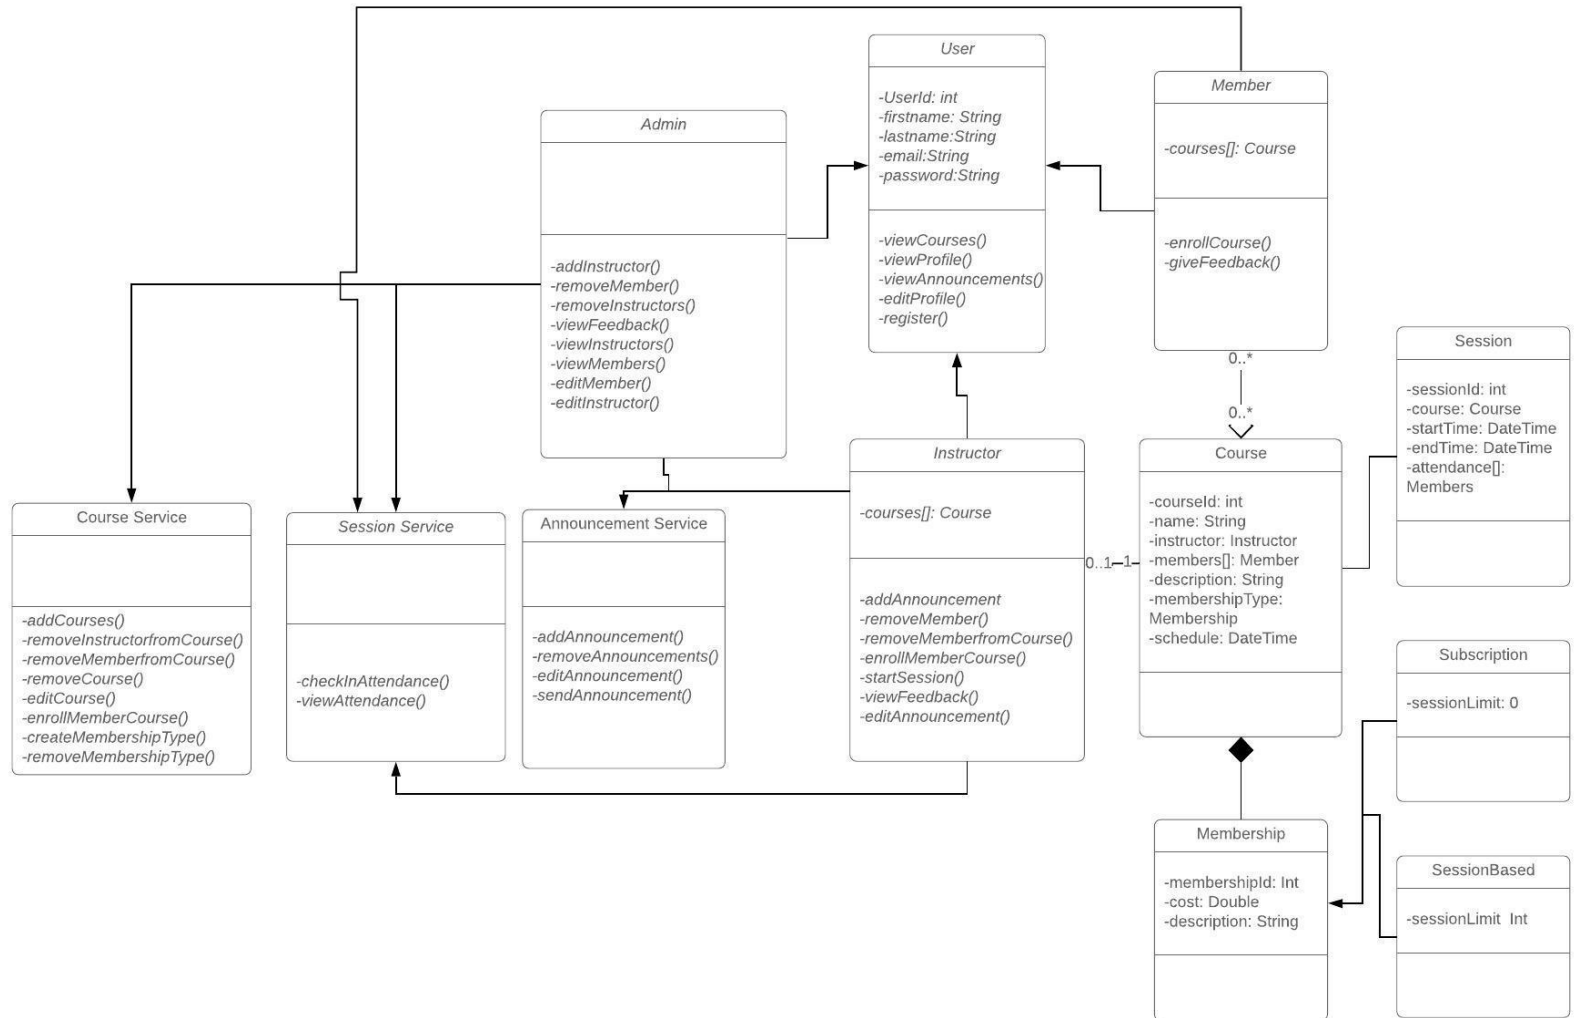 User
-UserId: int
-firstname: String
-lastname:String
-email:String
-password:String
-viewCourses()
-viewProfile()
-viewAnnouncements()
-editProfile()
-register()
Member
-courses[]: Course
-enrollCourse()
-giveFeedback()
Admin
-addInstructor()
-removeMember()
-removeInstructors()
-viewFeedback()
-viewInstructors()
-viewMembers()
-editMember()
-editInstructor()
0..*
0..*
Session
-sessionId: int
-course: Course
-startTime: DateTime
-endTime: DateTime
-attendance[]:
Members
Course Service
-addCourses()
-removeInstructorfromCourse()
-removeMemberfromCourse()
-removeCourse()
-editCourse()
-enrollMemberCourse()
-createMembershipType()
-removeMembershipType()
Session Service
-checkInAttendance()
-viewAttendance()
Announcement Service
-addAnnouncement()
-removeAnnouncements()
-editAnnouncement()
-sendAnnouncement()
Instructor
-courses[]: Course
-addAnnouncement
-removeMember()
-removeMemberfromCourse()
-enrollMemberCourse()
-startSession()
-viewFeedback()
-editAnnouncement()
0..1
1
Course
-courseId: int
-name: String
-instructor: Instructor
-members[]: Member
-description: String
-membershipType:
Membership
-schedule: DateTime
Subscription
-sessionLimit: 0
Membership
-membershipId: Int
-cost: Double
-description: String
SessionBased
-sessionLimit  Int